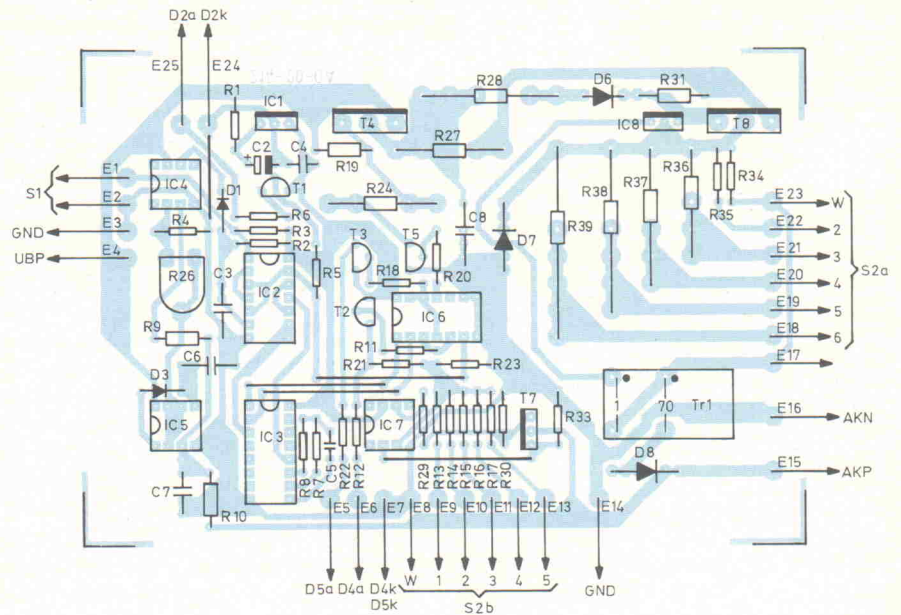 D2a D2k
E25 E24
R28 D6 R31
R1 IC1 T4 IC8 T8
C2 C4 R27
+ R19
S1 E1 IC4 T1 R24 R39 R38 R37 R36 R35 R34 E23 W
E2 D1 C8 D7 E22 2
GND E3 R4 R6 T3 T5 E21 3 S2a
UBP E4 R3
R2
R26 C3 IC2 R5 R18 R20 E20 4
T2 IC6 E19 5
R9 R11 E18 6
C6 R21 R23 E17
D3 70 Tr1
IC5 IC3 R8 R7 C5 R22 R12 IC7 R29 R13 R14 R15 R16 R17 R30 T7 R33 E16 AKN
D8 E15 AKP
C7 R10
E5 E6 E7 E8 E9 E10 E11 E12 E13 E14
D5a D4a D4k W 1 2 3 4 5 GND
D5k S2b